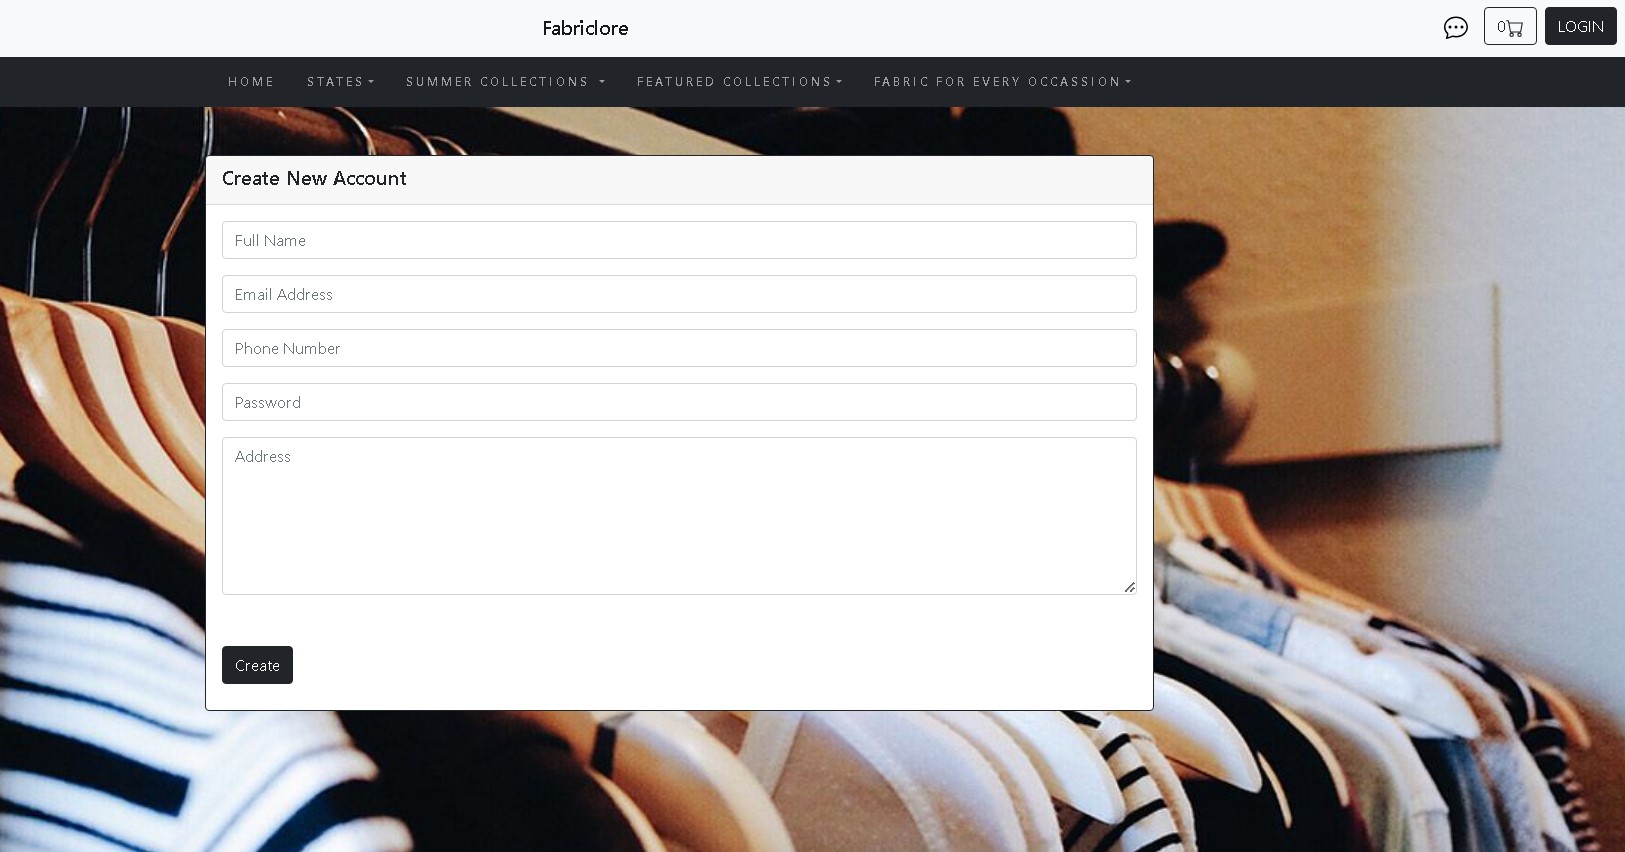 Fabriclore
0
LOGIN
HOME STATES SUMMER COLLECTIONS FEATURED COLLECTIONS FABRIC FOR EVERY OCCASSION
Create New Account
Full Name
Email Address
Phone Number
Password
Address
Create